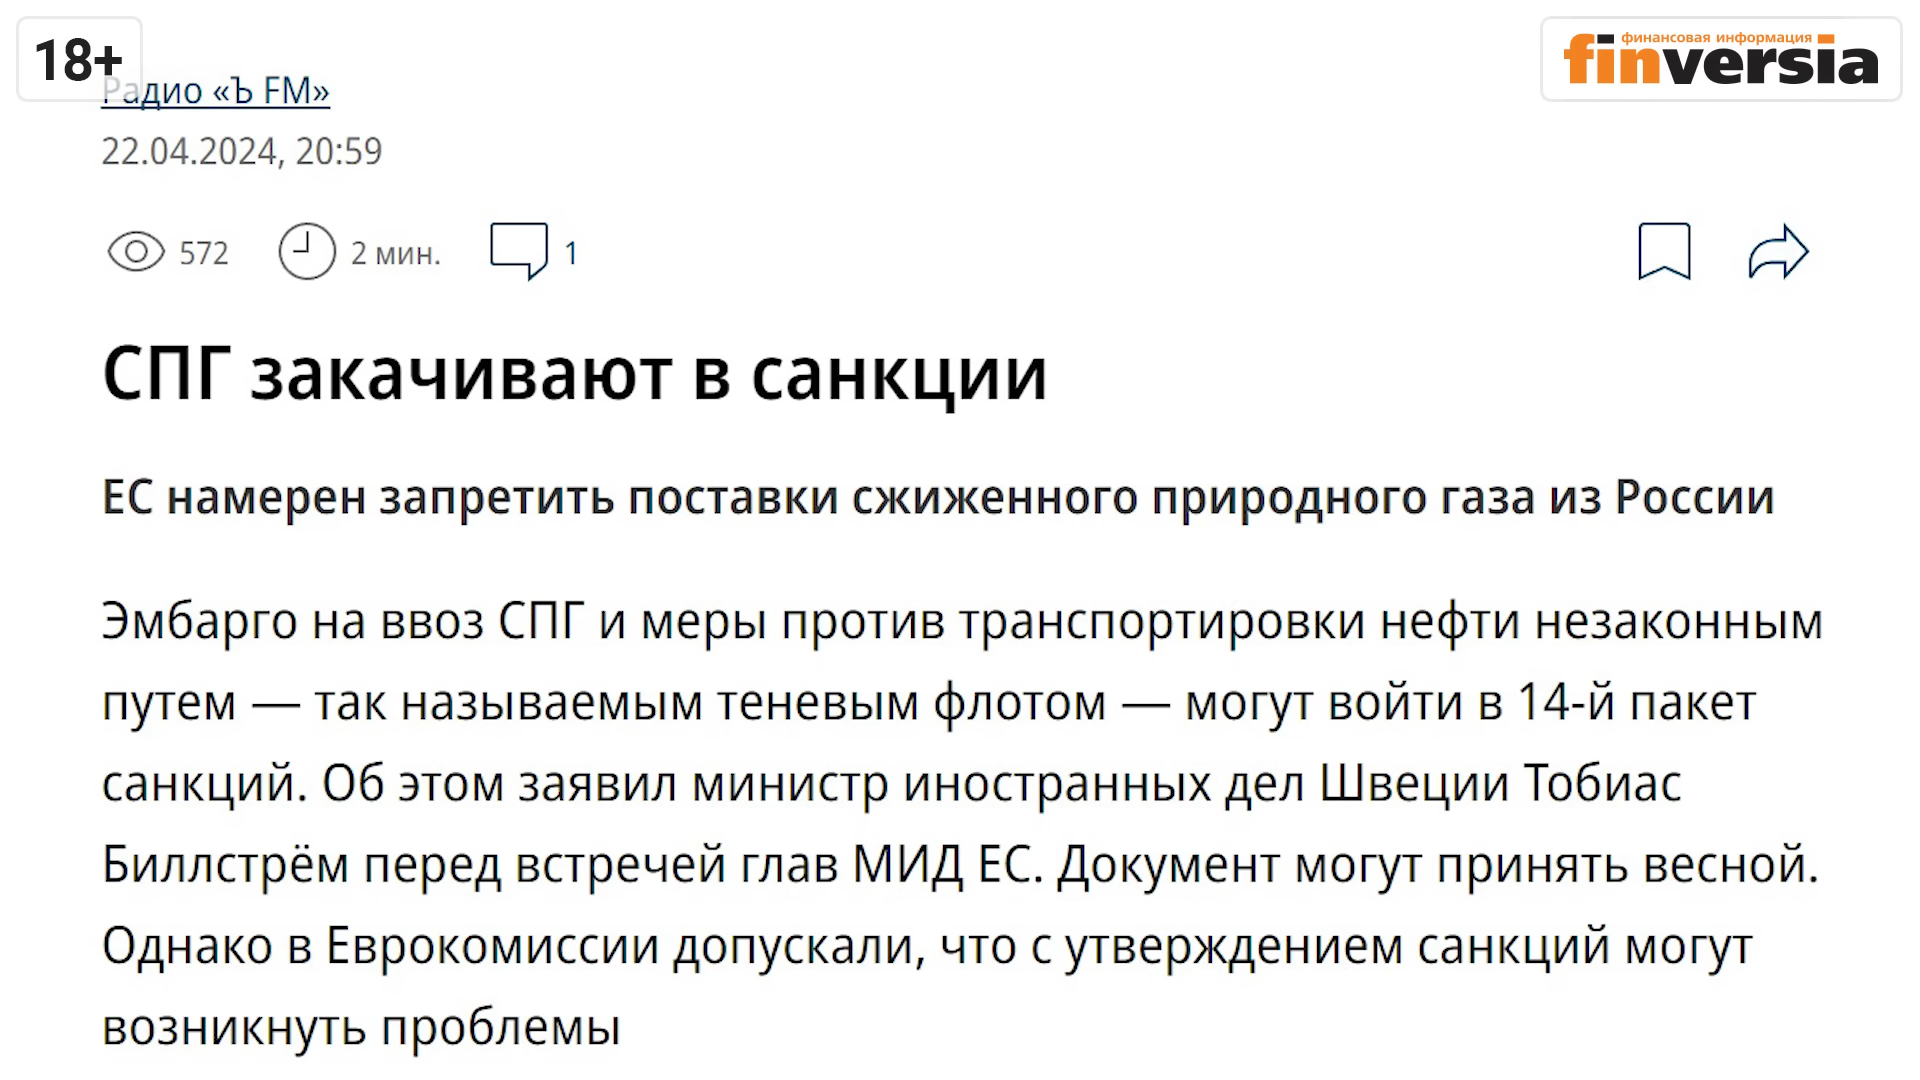 18+
финансовая информация
finversia
Радио «Ъ FM»
22.04.2024, 20:59
572 2 мин. 1
СПГ закачивают в санкции
ЕС намерен запретить поставки сжиженного природного газа из России
Эмбарго на ввоз СПГ и меры против транспортировки нефти незаконным
путем — так называемым теневым флотом — могут войти в 14-й пакет
санкций. Об этом заявил министр иностранных дел Швеции Тобиас
Биллстрём перед встречей глав МИД ЕС. Документ могут принять весной.
Однако в Еврокомиссии допускали, что с утверждением санкций могут
возникнуть проблемы